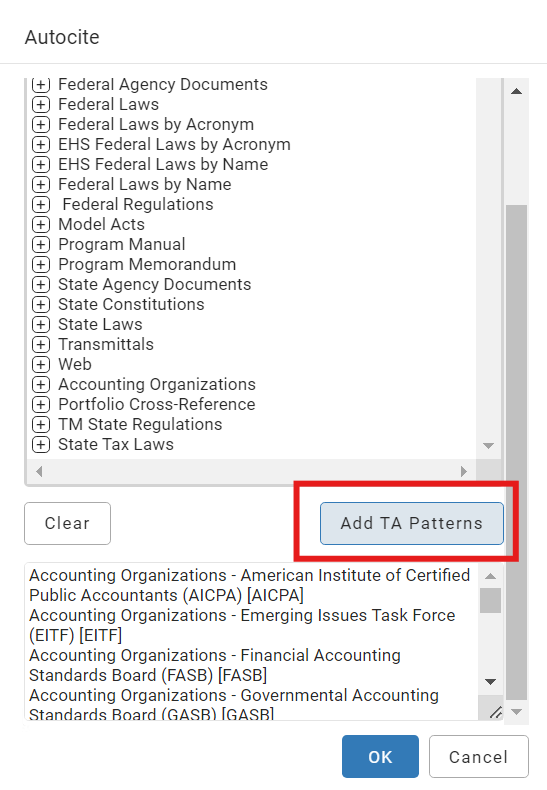 Autocite
Federal Agency Documents
Federal Laws
Federal Laws by Acronym
EHS Federal Laws by Acronym
EHS Federal Laws by Name
Federal Laws by Name
Federal Regulations
Model Acts
Program Manual
Program Memorandum
State Agency Documents
State Constitutions
State Laws
Transmittals
Web
Accounting Organizations
Portfolio Cross-Reference
TM State Regulations
State Tax Laws
Clear
Add TA Patterns
Accounting Organizations - American Institute of Certified
Public Accountants (AICPA) [AICPA]
Accounting Organizations - Emerging Issues Task Force
(EITF) [EITF]
Accounting Organizations - Financial Accounting
Standards Board (FASB) [FASB]
Accounting Organizations - Governmental Accounting
Standards Board (GASB) [GASB]
OK
Cancel